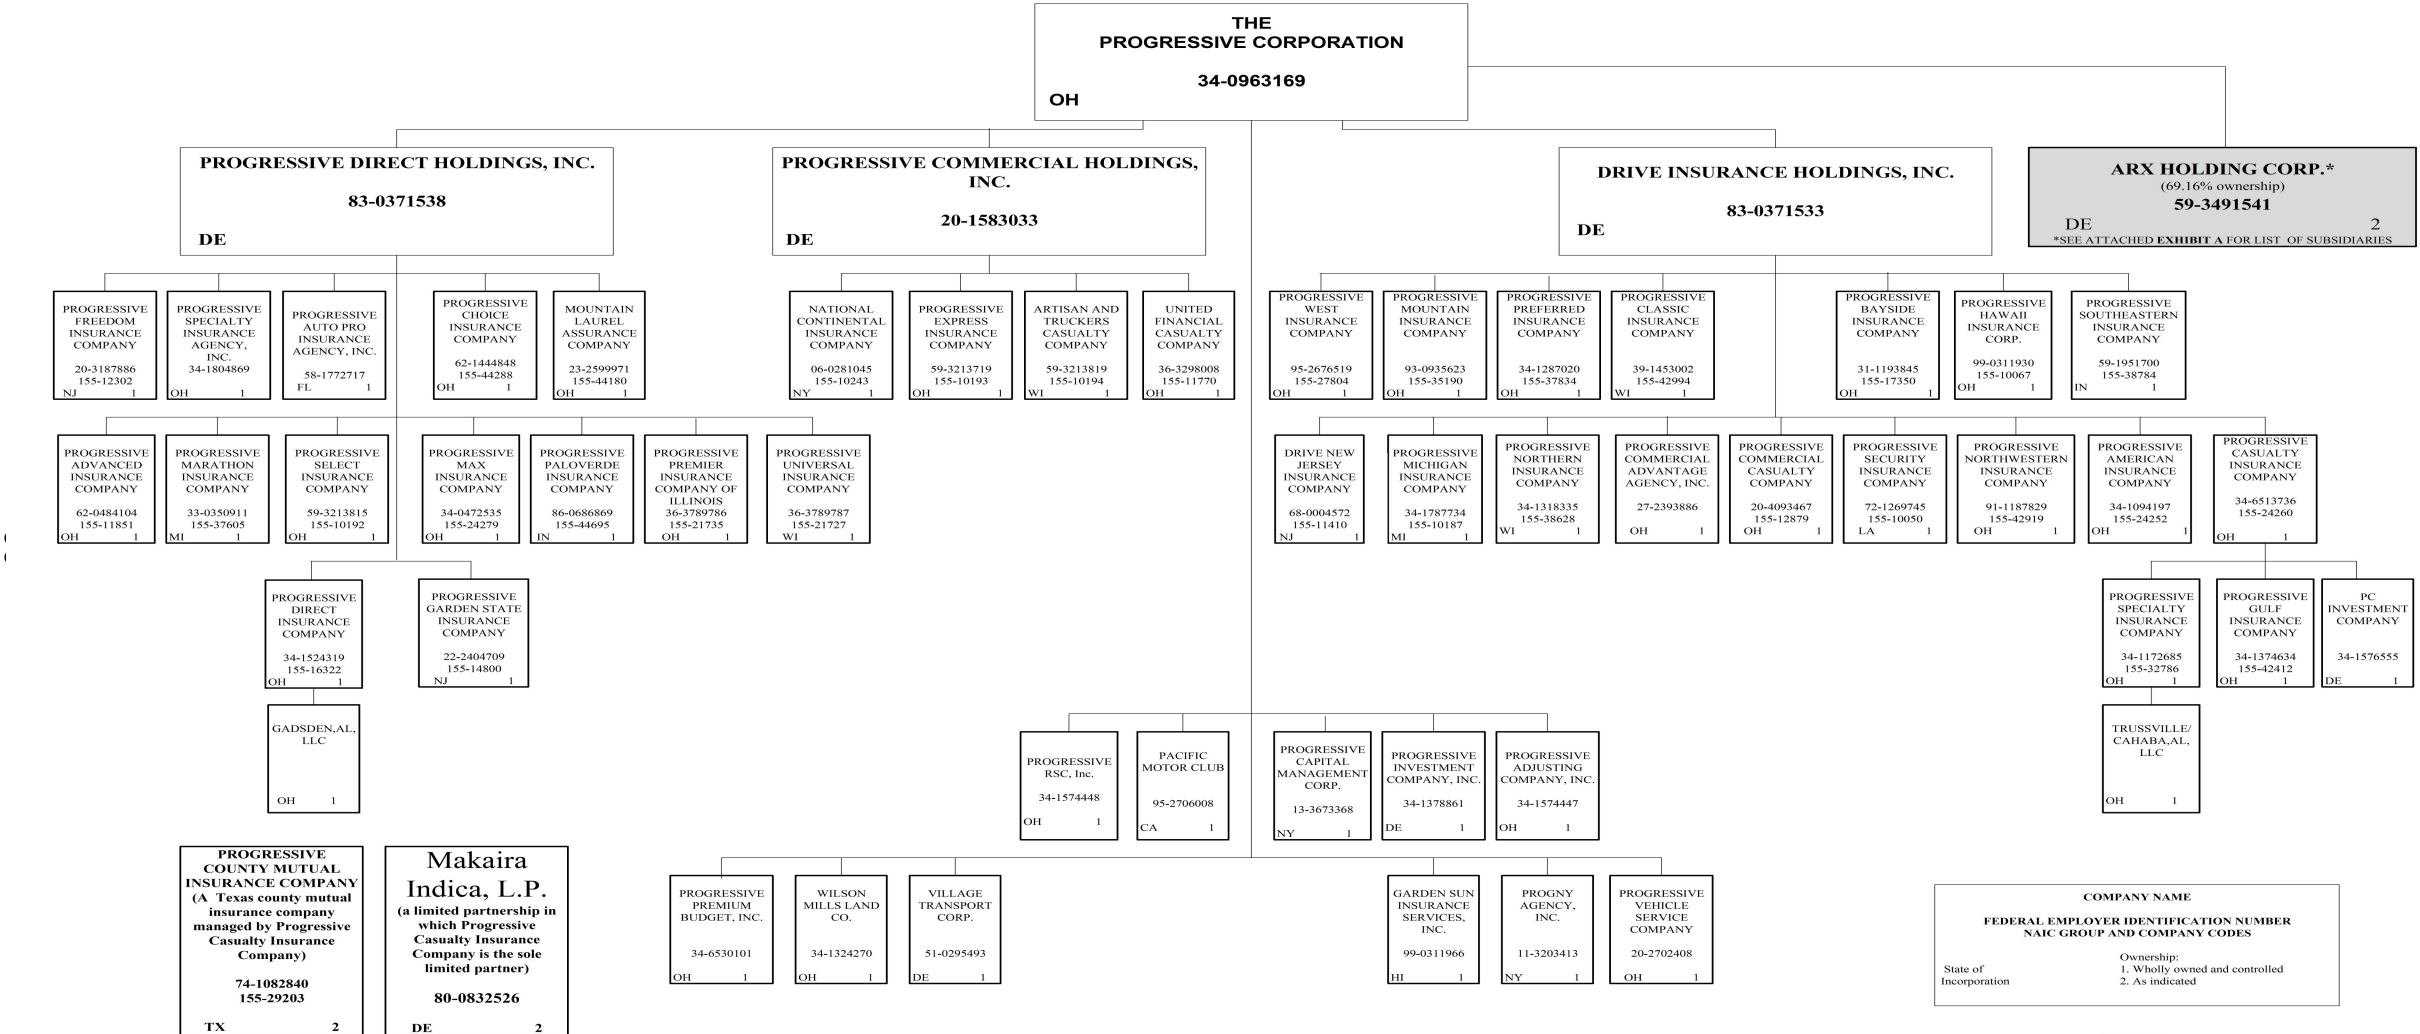 THE
PROGRESSIVE CORPORATION
34-0963169
OH
PROGRESSIVE DIRECT HOLDINGS, INC.
83-0371538
DE
PROGRESSIVE COMMERCIAL HOLDINGS,
INC.
20-1583033
DE
DRIVE INSURANCE HOLDINGS, INC.
83-0371533
DE
ARX HOLDING CORP.*
(69.16% ownership)
59-3491541
DE 2
*SEE ATTACHED EXHIBIT A FOR LIST OF SUBSIDIARIES
PROGRESSIVE
FREEDOM
INSURANCE
COMPANY
20-3187886
155-12302
NJ 1
PROGRESSIVE
SPECIALTY
INSURANCE
AGENCY,
INC.
34-1804869
OH 1
PROGRESSIVE
AUTO PRO
INSURANCE
AGENCY, INC.
58-1772717
FL 1
PROGRESSIVE
CHOICE
INSURANCE
COMPANY
62-1444848
155-44288
OH 1
MOUNTAIN
LAUREL
ASSURANCE
COMPANY
23-2599971
155-44180
OH 1
NATIONAL
CONTINENTAL
INSURANCE
COMPANY
06-0281045
155-10243
NY 1
PROGRESSIVE
EXPRESS
INSURANCE
COMPANY
59-3213719
155-10193
OH 1
ARTISAN AND
TRUCKERS
CASUALTY
COMPANY
59-3213819
155-10194
WI 1
UNITED
FINANCIAL
CASUALTY
COMPANY
36-3298008
155-11770
OH 1
PROGRESSIVE
WEST
INSURANCE
COMPANY
95-2676519
155-27804
OH 1
PROGRESSIVE
MOUNTAIN
INSURANCE
COMPANY
93-0935623
155-35190
OH 1
PROGRESSIVE
PREFERRED
INSURANCE
COMPANY
34-1287020
155-37834
OH 1
PROGRESSIVE
CLASSIC
INSURANCE
COMPANY
39-1453002
155-42994
WI 1
PROGRESSIVE
BAYSIDE
INSURANCE
COMPANY
31-1193845
155-17350
OH 1
PROGRESSIVE
HAWAII
INSURANCE
CORP.
99-0311930
155-10067
OH 1
PROGRESSIVE
SOUTHEASTERN
INSURANCE
COMPANY
59-1951700
155-38784
IN 1
PROGRESSIVE
ADVANCED
INSURANCE
COMPANY
62-0484104
155-11851
OH 1
PROGRESSIVE
MARATHON
INSURANCE
COMPANY
33-0350911
155-37605
MI 1
PROGRESSIVE
SELECT
INSURANCE
COMPANY
59-3213815
155-10192
OH 1
PROGRESSIVE
MAX
INSURANCE
COMPANY
34-0472535
155-24279
OH 1
PROGRESSIVE
PALOVERDE
INSURANCE
COMPANY
86-0686869
155-44695
IN 1
PROGRESSIVE
PREMIER
INSURANCE
COMPANY OF
ILLINOIS
36-3789786
155-21735
OH 1
PROGRESSIVE
UNIVERSAL
INSURANCE
COMPANY
36-3789787
155-21727
WI 1
DRIVE NEW
JERSEY
INSURANCE
COMPANY
68-0004572
155-11410
NJ 1
PROGRESSIVE
MICHIGAN
INSURANCE
COMPANY
34-1787734
155-10187
MI 1
PROGRESSIVE
NORTHERN
INSURANCE
COMPANY
34-1318335
155-38628
WI 1
PROGRESSIVE
COMMERCIAL
ADVANTAGE
AGENCY, INC.
27-2393886
OH 1
PROGRESSIVE
COMMERCIAL
CASUALTY
COMPANY
20-4093467
155-12879
OH 1
PROGRESSIVE
SECURITY
INSURANCE
COMPANY
72-1269745
155-10050
LA 1
PROGRESSIVE
NORTHWESTERN
INSURANCE
COMPANY
91-1187829
155-42919
OH 1
PROGRESSIVE
AMERICAN
INSURANCE
COMPANY
34-1094197
155-24252
OH 1
PROGRESSIVE
CASUALTY
INSURANCE
COMPANY
34-6513736
155-24260
OH 1
PROGRESSIVE
DIRECT
INSURANCE
COMPANY
34-1524319
155-16322
OH 1
PROGRESSIVE
GARDEN STATE
INSURANCE
COMPANY
22-2404709
155-14800
NJ 1
PROGRESSIVE
SPECIALTY
INSURANCE
COMPANY
34-1172685
155-32786
OH 1
PROGRESSIVE
GULF
INSURANCE
COMPANY
34-1374634
155-42412
OH 1
PC
INVESTMENT
COMPANY
34-1576555
DE 1
GADSDEN,AL,
LLC
OH 1
TRUSSVILLE/
CAHABA,AL,
LLC
OH 1
PROGRESSIVE
RSC, Inc.
34-1574448
OH 1
PACIFIC
MOTOR CLUB
95-2706008
CA 1
PROGRESSIVE
CAPITAL
MANAGEMENT
CORP.
13-3673368
NY 1
PROGRESSIVE
INVESTMENT
COMPANY, INC.
34-1378861
DE 1
PROGRESSIVE
ADJUSTING
COMPANY, INC.
34-1574447
OH 1
PROGRESSIVE
COUNTY MUTUAL
INSURANCE COMPANY
(A Texas county mutual
insurance company
managed by Progressive
Casualty Insurance
Company)
74-1082840
155-29203
TX 2
Makaira
Indica, L.P.
(a limited partnership in
which Progressive
Casualty Insurance
Company is the sole
limited partner)
80-0832526
DE 2
PROGRESSIVE
PREMIUM
BUDGET, INC.
34-6530101
OH 1
WILSON
MILLS LAND
CO.
34-1324270
OH 1
VILLAGE
TRANSPORT
CORP.
51-0295493
DE 1
GARDEN SUN
INSURANCE
SERVICES,
INC.
99-0311966
HI 1
PROGNY
AGENCY,
INC.
11-3203413
NY 1
PROGRESSIVE
VEHICLE
SERVICE
COMPANY
20-2702408
OH 1
COMPANY NAME
FEDERAL EMPLOYER IDENTIFICATION NUMBER
NAIC GROUP AND COMPANY CODES
State of
Incorporation
Ownership:
1. Wholly owned and controlled
2. As indicated